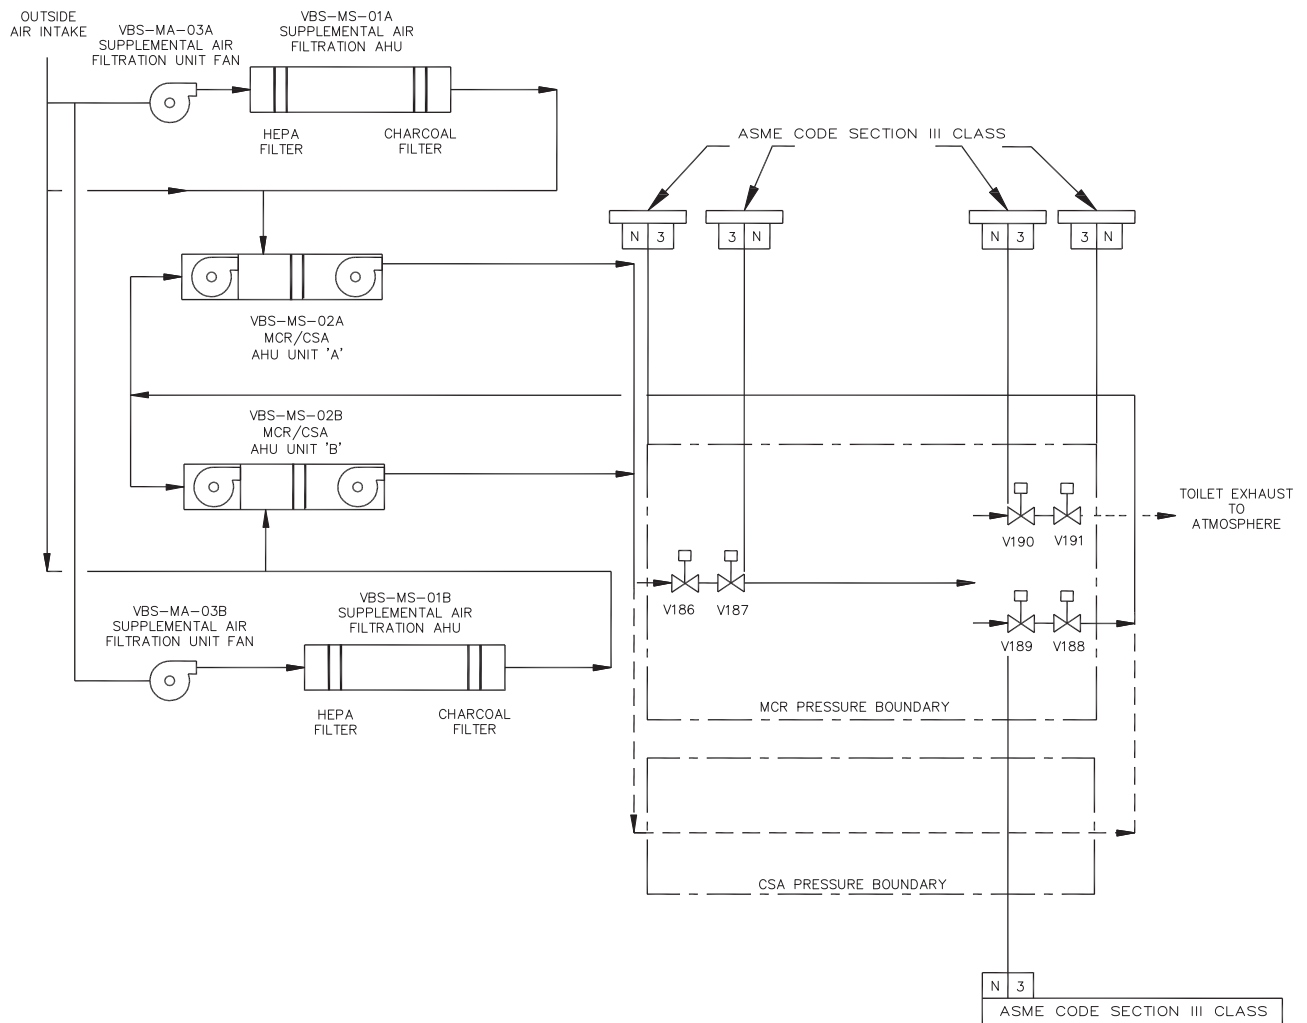 OUTSIDE
AIR INTAKE
VBS-MA-03A
SUPPLEMENTAL AIR
FILTRATION UNIT FAN
VBS-MS-01A
SUPPLEMENTAL AIR
FILTRATION AHU
HEPA
FILTER
CHARCOAL
FILTER
ASME CODE SECTION III CLASS
N 3
3 N
N 3
3 N
VBS-MS-02A
MCR/CSA
AHU UNIT 'A'
VBS-MS-02B
MCR/CSA
AHU UNIT 'B'
TOILET EXHAUST
TO
ATMOSPHERE
V190
V191
V186
V187
V189
V188
VBS-MA-03B
SUPPLEMENTAL AIR
FILTRATION UNIT FAN
VBS-MS-01B
SUPPLEMENTAL AIR
FILTRATION AHU
HEPA
FILTER
CHARCOAL
FILTER
MCR PRESSURE BOUNDARY
CSA PRESSURE BOUNDARY
N 3
ASME CODE SECTION III CLASS